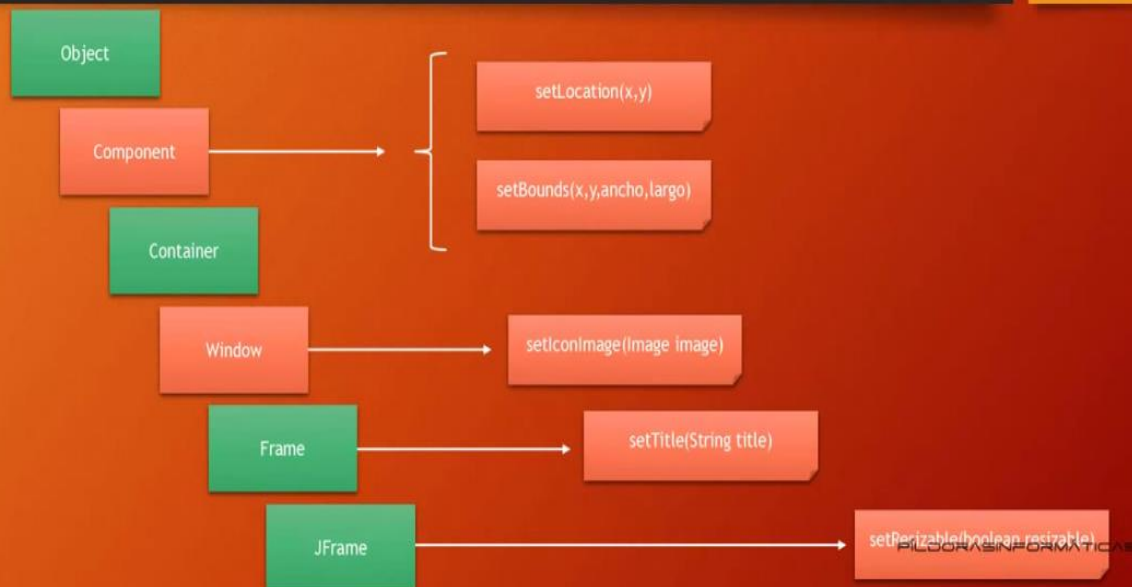 Object
setLocation(x,y)
Component
setBounds(x,y,ancho,largo)
Container
Window
setIconImage(Image image)
Frame
setTitle(String title)
JFrame
setResizable(boolean resizable)
PILDORASINFORMATICAS